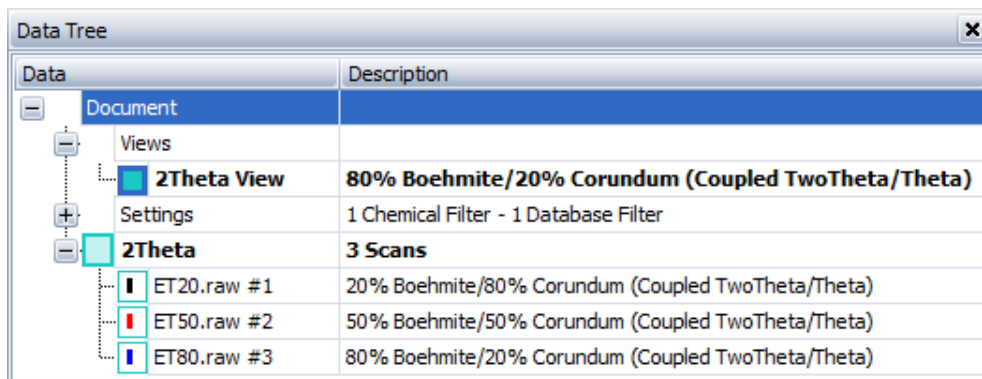 Data Tree
Data Description
Document
Views
2Theta View 80% Boehmite/20% Corundum (Coupled TwoTheta/Theta)
Settings 1 Chemical Filter - 1 Database Filter
2Theta 3 Scans
ET20.raw #1 20% Boehmite/80% Corundum (Coupled TwoTheta/Theta)
ET50.raw #2 50% Boehmite/50% Corundum (Coupled TwoTheta/Theta)
ET80.raw #3 80% Boehmite/20% Corundum (Coupled TwoTheta/Theta)